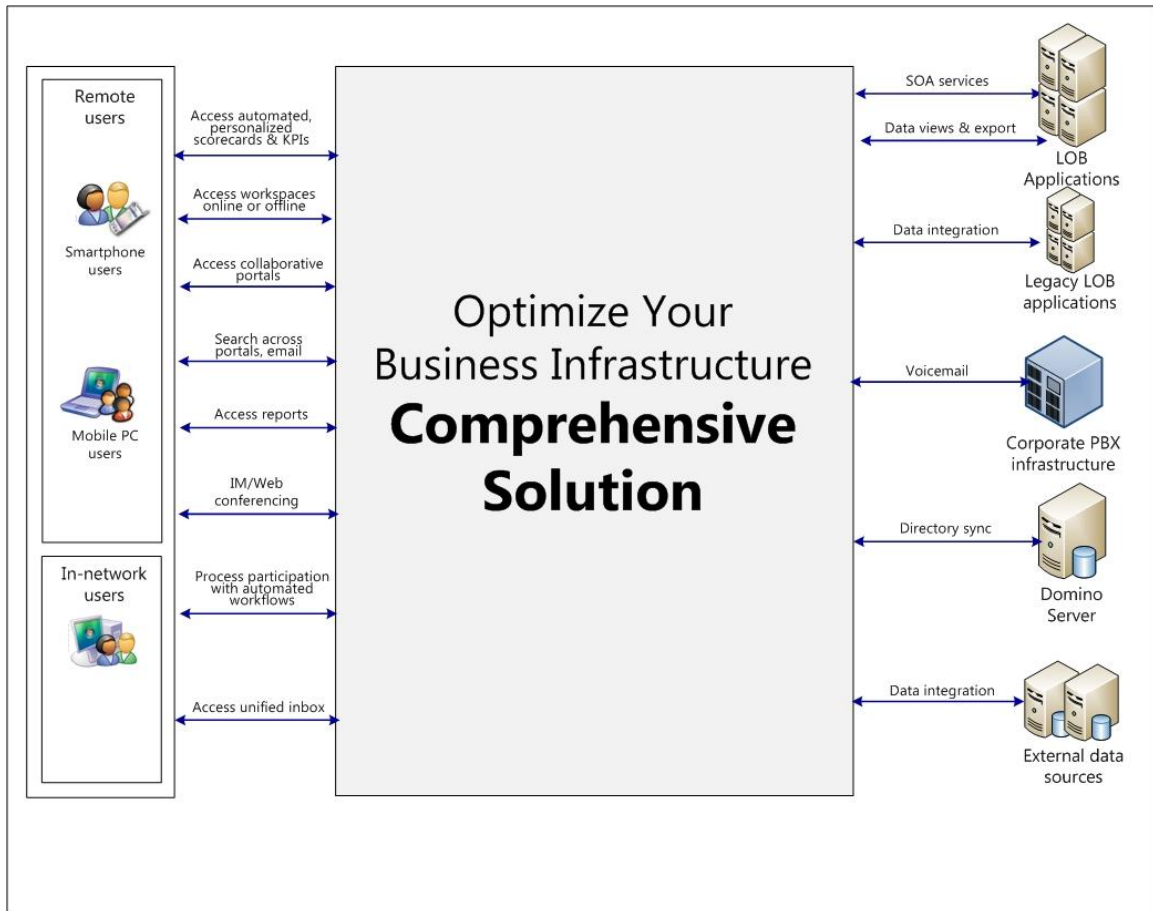 Remote
users
Smartphone
users
Mobile PC
users
In-network
users
Access automated,
personalized
scorecards & KPIs
Access workspaces
online or offline
Access collaborative
portals
Search across
portals, email
Access reports
IM/Web
conferencing
Process participation
with automated
workflows
Access unified inbox
Optimize Your
Business Infrastructure
Comprehensive
Solution
SOA services
Data views & export
LOB
Applications
Data integration
Legacy LOB
applications
Voicemail
Corporate PBX
infrastructure
Directory sync
Domino
Server
Data integration
External data
sources